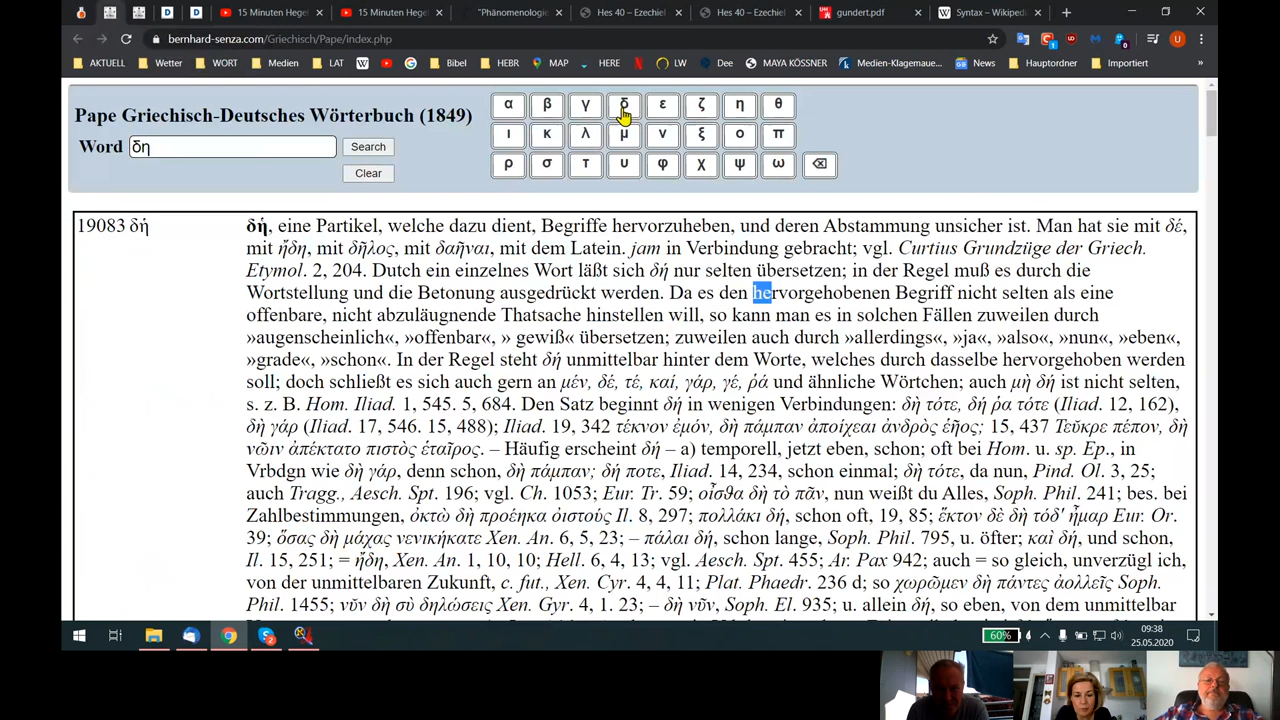 15 Minuten Hegel
15 Minuten Hegel
"Phänomenologie
Hes 40 – Ezechiel
Hes 40 – Ezechiel
gundert.pdf
Syntax – Wikiped
bernhard-senza.com/Griechisch/Pape/index.php
AKTUELL Wetter WORT Medien LAT Bibel HEBR MAP HERE LW Dee MAYA KÖSSNER Medien-Klagemaue... News Hauptordner Importiert
Pape Griechisch-Deutsches Wörterbuch (1849)
Word δη Search
Clear
α β γ δ ε ζ η θ
ι κ λ μ ν ξ ο π
ρ σ τ υ φ χ ψ ω
19083 δή
δή, eine Partikel, welche dazu dient, Begriffe hervorzuheben, und deren Abstammung unsicher ist. Man hat sie mit δέ,
mit ἤδη, mit δῆλος, mit δαῆναι, mit dem Latein. jam in Verbindung gebracht; vgl. Curtius Grundzüge der Griech.
Etymol. 2, 204. Dutch ein einzelnes Wort läßt sich δή nur selten übersetzen; in der Regel muß es durch die
Wortstellung und die Betonung ausgedrückt werden. Da es den hervorgehobenen Begriff nicht selten als eine
offenbare, nicht abzuläugnende Thatsache hinstellen will, so kann man es in solchen Fällen zuweilen durch
»augenscheinlich«, »offenbar«, » gewiß« übersetzen; zuweilen auch durch »allerdings«, »ja«, »also«, »nun«, »eben«,
»grade«, »schon«. In der Regel steht δή unmittelbar hinter dem Worte, welches durch dasselbe hervorgehoben werden
soll; doch schließt es sich auch gern an μέν, δέ, τέ, καί, γάρ, γέ, ῥά und ähnliche Wörtchen; auch μὴ δή ist nicht selten,
s. z. B. Hom. Iliad. 1, 545. 5, 684. Den Satz beginnt δή in wenigen Verbindungen: δὴ τότε, δή ῥα τότε (Iliad. 12, 162),
δὴ γάρ (Iliad. 17, 546. 15, 488); Iliad. 19, 342 τέκνον ἐμόν, δὴ πάμπαν ἀποίχεαι ἀνδρὸς ἑῆος; 15, 437 Τεῦκρε πέπον, δὴ
νῶιν ἀπέκτατο πιστὸς ἑταῖρος. – Häufig erscheint δή – a) temporell, jetzt eben, schon; oft bei Hom. u. sp. Ep., in
Vrbdgn wie δὴ γάρ, denn schon, δὴ πάμπαν; δή ποτε, Iliad. 14, 234, schon einmal; δὴ τότε, da nun, Pind. Ol. 3, 25;
auch Tragg., Aesch. Spt. 196; vgl. Ch. 1053; Eur. Tr. 59; οἶσθα δὴ τὸ πᾶν, nun weißt du Alles, Soph. Phil. 241; bes. bei
Zahlbestimmungen, ὀκτὼ δὴ προέηκα ὀιστούς Il. 8, 297; πολλάκι δή, schon oft, 19, 85; ἕκτον δὲ δὴ τόδ' ἦμαρ Eur. Or.
39; ὅσας δὴ μάχας νενικήκατε Xen. An. 6, 5, 23; – πάλαι δή, schon lange, Soph. Phil. 795, u. öfter; καὶ δή, und schon,
Il. 15, 251; = ἤδη, Xen. An. 1, 10, 10; Hell. 6, 4, 13; vgl. Aesch. Spt. 455; Ar. Pax 942; auch = so gleich, unverzügl ich,
von der unmittelbaren Zukunft, c. fut., Xen. Cyr. 4, 4, 11; Plat. Phaedr. 236 d; so χωρῶμεν δὴ πάντες ἀολλεῖς Soph.
Phil. 1455; νῦν δὴ σὺ δηλώσεις Xen. Gyr. 4, 1. 23; – δὴ νῦν, Soph. El. 935; u. allein δή, so eben, von dem unmittelbar
60%
09:38
25.05.2020